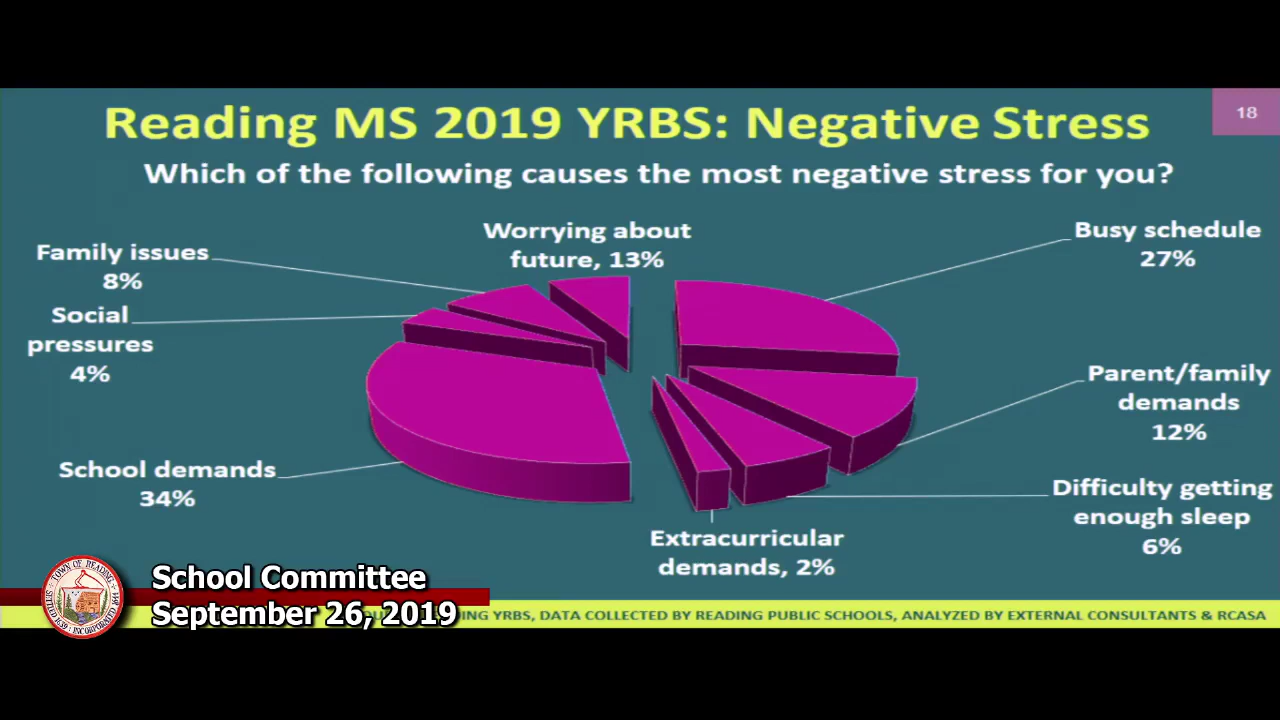 Reading MS 2019 YRBS: Negative Stress
18
Which of the following causes the most negative stress for you?
Worrying about
future, 13%
Busy schedule
27%
Family issues
8%
Social
pressures
4%
Parent/family
demands
12%
School demands
34%
Difficulty getting
enough sleep
6%
Extracurricular
demands, 2%
School Committee
September 26, 2019
YRBS, DATA COLLECTED BY READING PUBLIC SCHOOLS, ANALYZED BY EXTERNAL CONSULTANTS & RCASA
TOWN OF READING